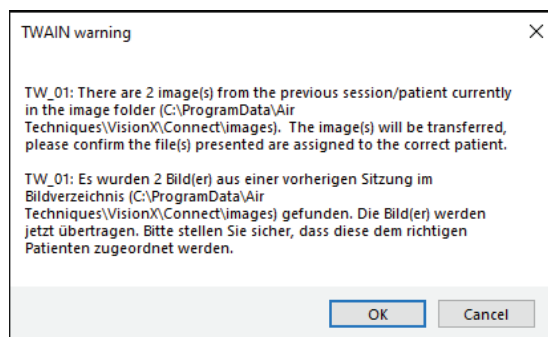 TWAIN warning
TW_01: There are 2 image(s) from the previous session/patient currently
in the image folder (C:\ProgramData\Air
Techniques\VisionX\Connect\images).  The image(s) will be transferred,
please confirm the file(s) presented are assigned to the correct patient.
TW_01: Es wurden 2 Bild(er) aus einer vorherigen Sitzung im
Bildverzeichnis (C:\ProgramData\Air
Techniques\VisionX\Connect\images) gefunden. Die Bild(er) werden
jetzt übertragen. Bitte stellen Sie sicher, dass diese dem richtigen
Patienten zugeordnet werden.
OK
Cancel